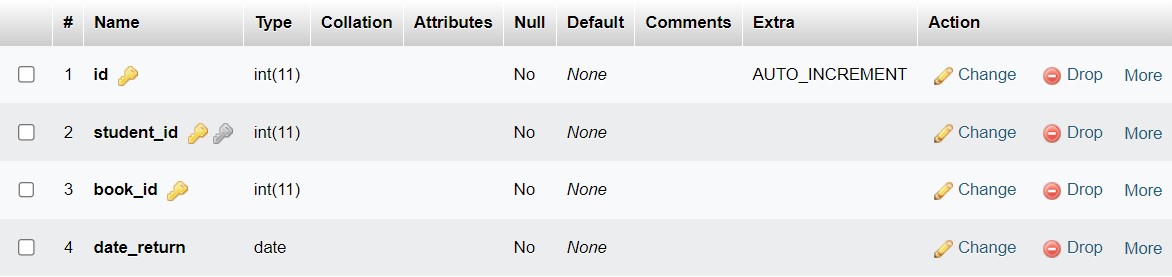 # Name Type Collation Attributes Null Default Comments Extra Action
1 id int(11) No None AUTO_INCREMENT Change Drop More
2 student_id int(11) No None Change Drop More
3 book_id int(11) No None Change Drop More
4 date_return date No None Change Drop More